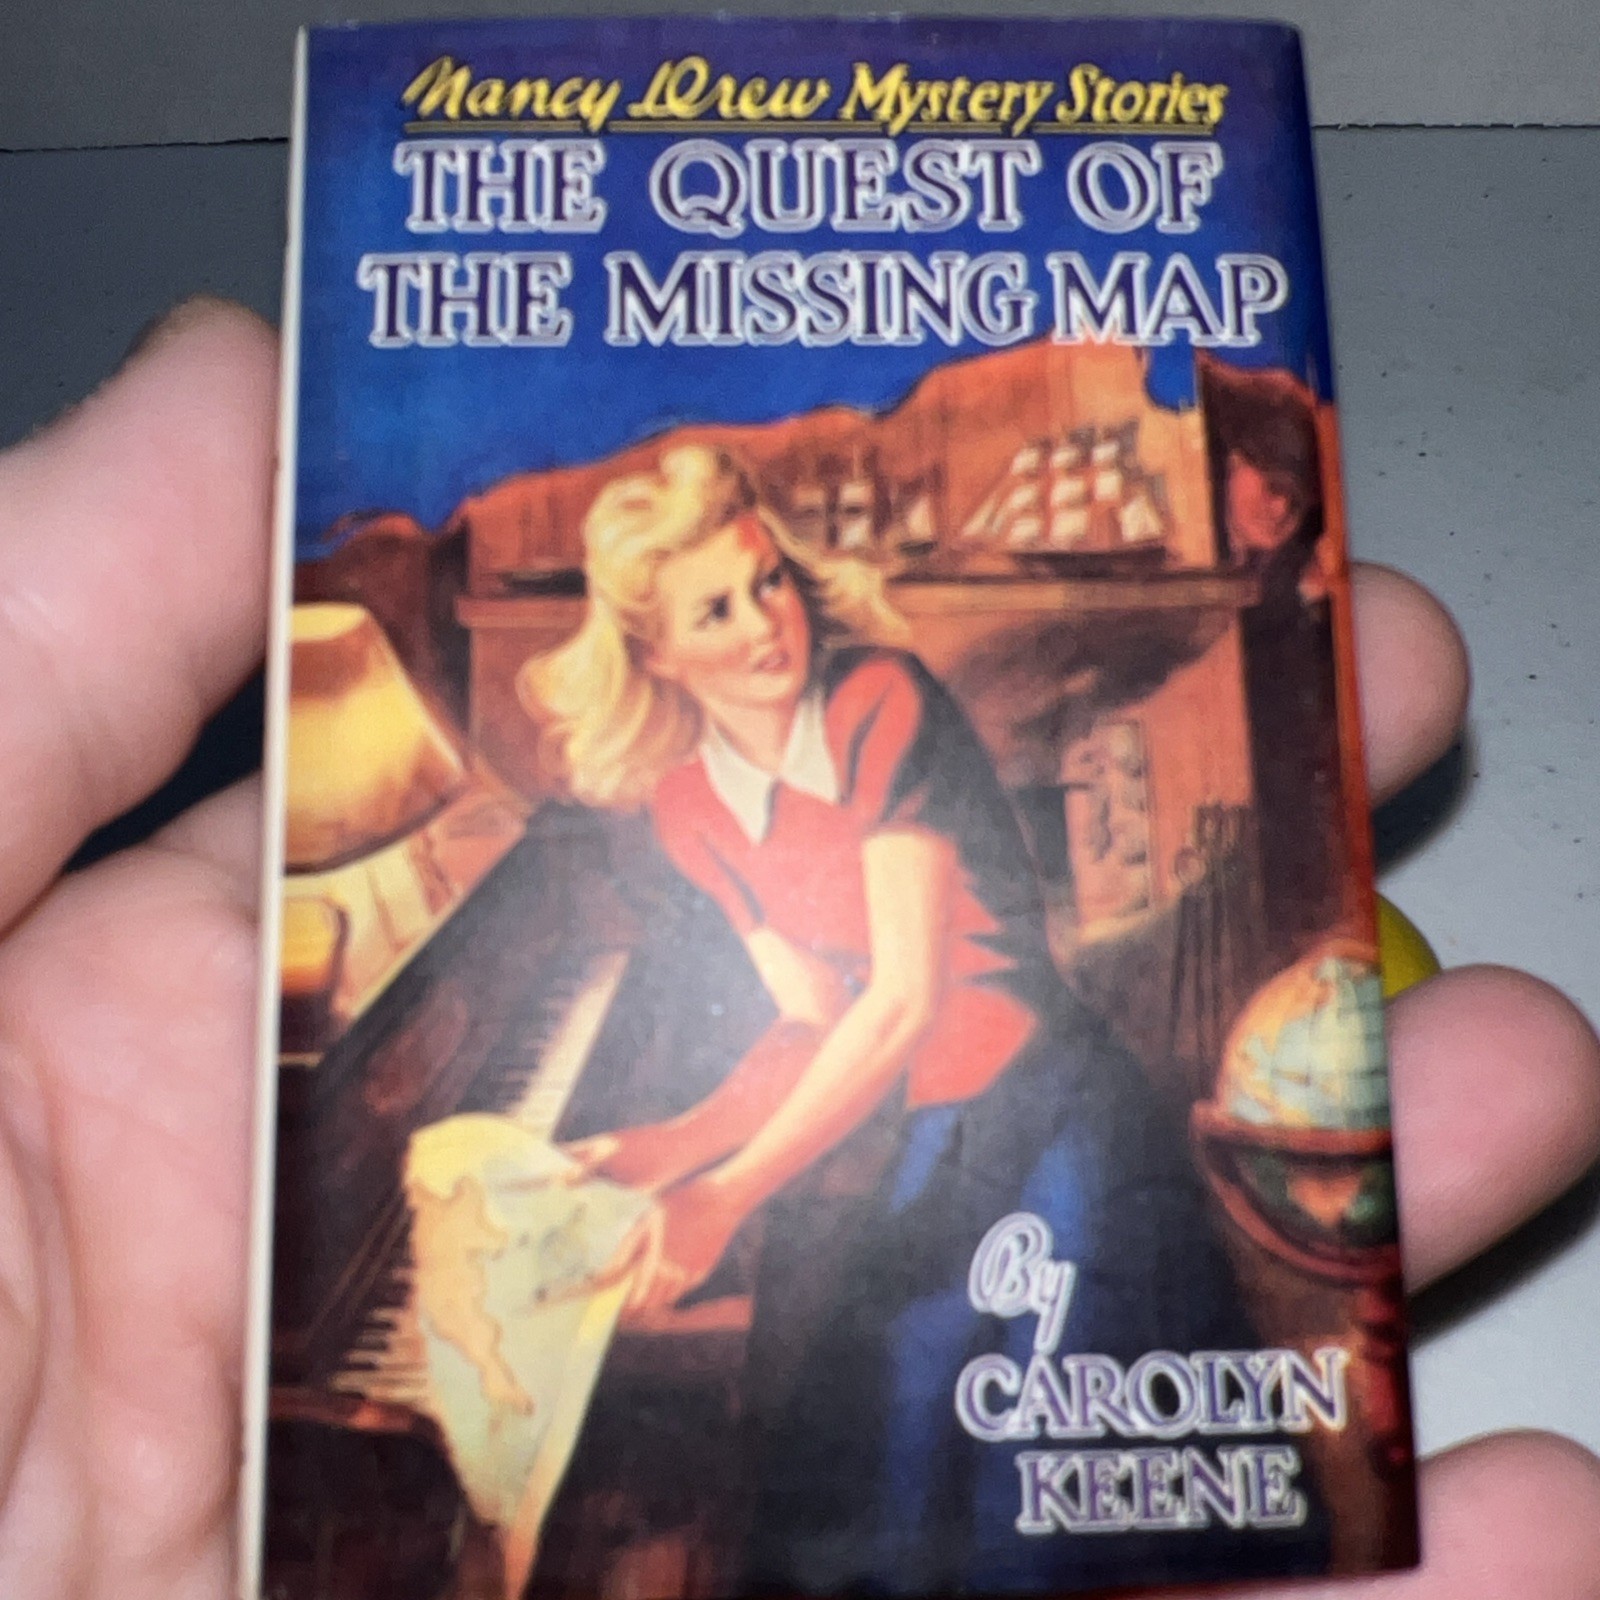 Nancy Drew Mystery Stories
THE QUEST OF
THE MISSING MAP
By
CAROLYN
KEENE